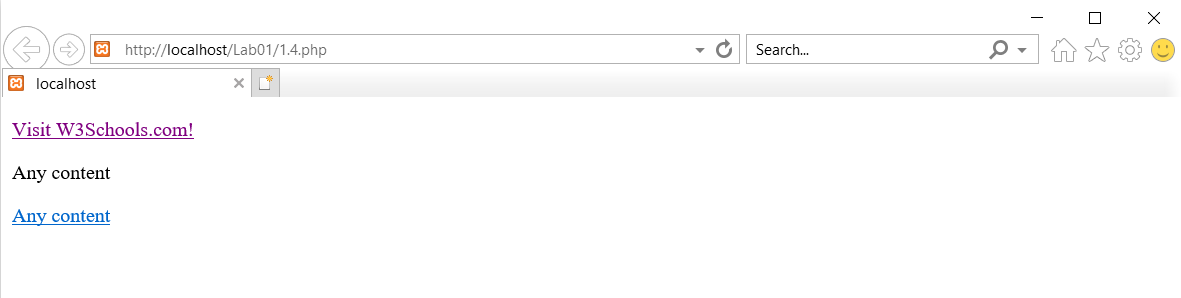 http://localhost/Lab01/1.4.php
Search...
localhost
Visit W3Schools.com!
Any content
Any content